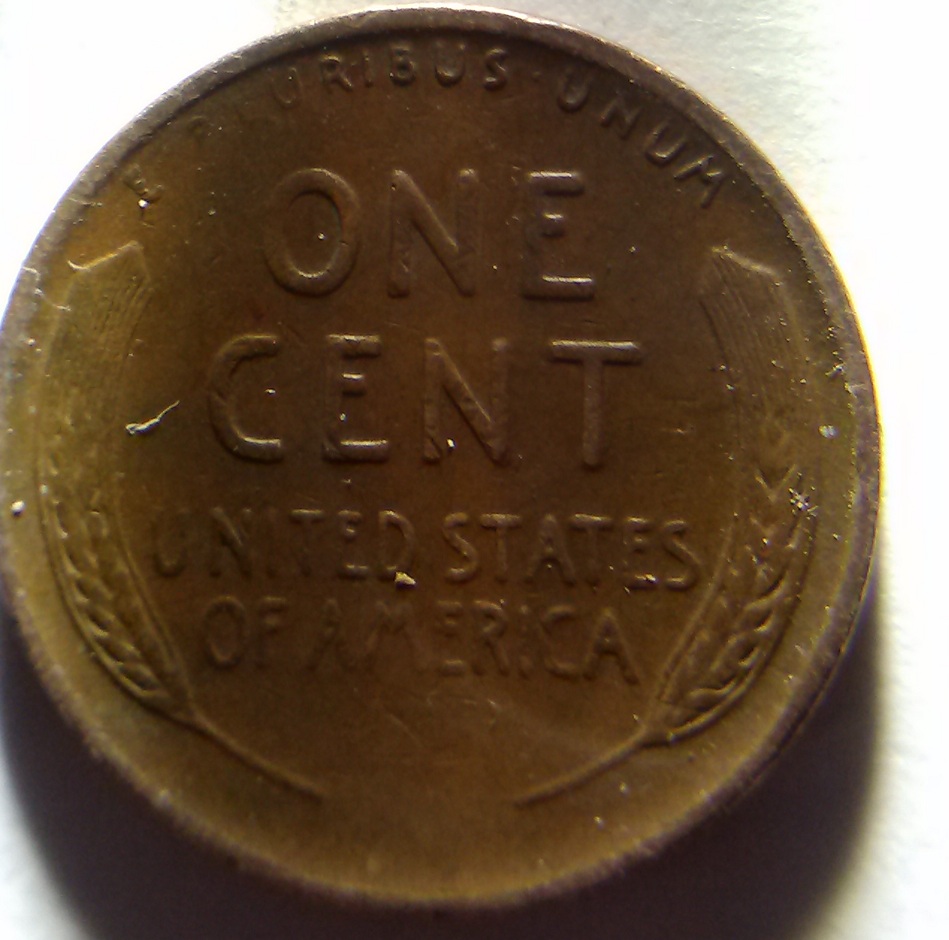 E PLURIBUS · UNUM
ONE
CENT
UNITED STATES
OF AMERICA